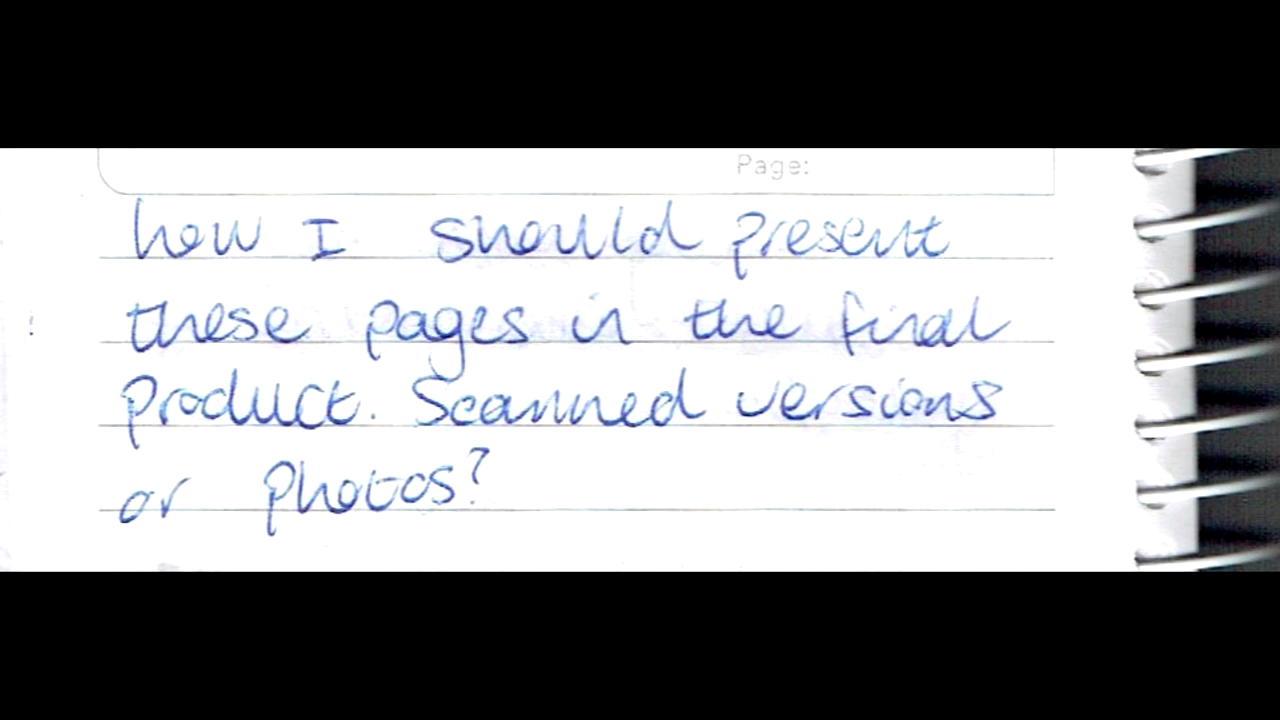 Page:
how I should present
these pages in the final
product. Scanned versions
or photos?